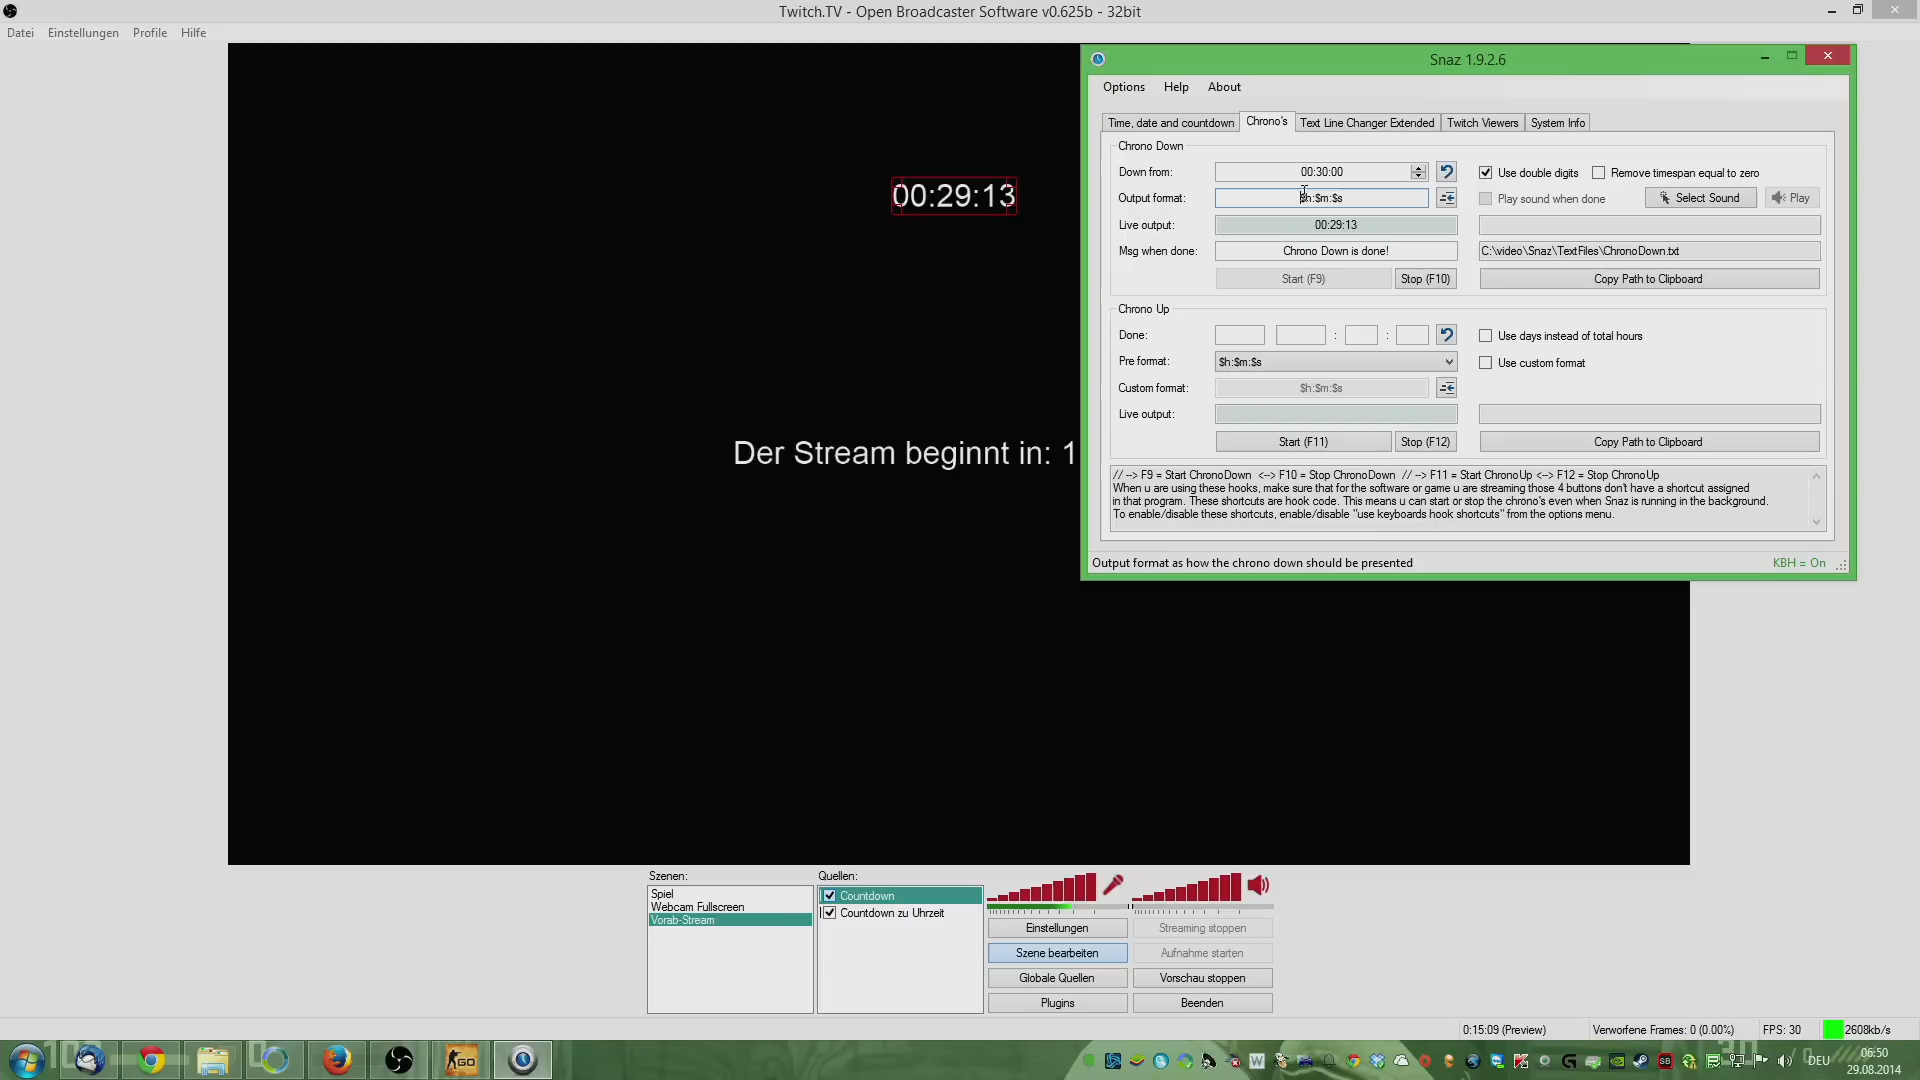 Twitch.TV - Open Broadcaster Software v0.625b - 32bit
Datei Einstellungen Profile Hilfe
00:29:13
Der Stream beginnt in: 1
Snaz 1.9.2.6
Options Help About
Time, date and countdown Chrono's Text Line Changer Extended Twitch Viewers System Info
Chrono Down
Down from: 00:30:00 Use double digits Remove timespan equal to zero
Output format: $h:$m:$s Play sound when done Select Sound Play
Live output: 00:29:13
Msg when done: Chrono Down is done! C:\video\Snaz\TextFiles\ChronoDown.txt
Start (F9) Stop (F10) Copy Path to Clipboard
Chrono Up
Done: : : Use days instead of total hours
Pre format: $h:$m:$s Use custom format
Custom format: $h:$m:$s
Live output:
Start (F11) Stop (F12) Copy Path to Clipboard
// --> F9 = Start ChronoDown <--> F10 = Stop ChronoDown // --> F11 = Start ChronoUp <--> F12 = Stop ChronoUp
When u are using these hooks, make sure that for the software or game u are streaming those 4 buttons don't have a shortcut assigned
in that program. These shortcuts are hook code. This means u can start or stop the chrono's even when Snaz is running in the background.
To enable/disable these shortcuts, enable/disable "use keyboards hook shortcuts" from the options menu.
Output format as how the chrono down should be presented KBH = On
Szenen: Quellen:
Spiel
Webcam Fullscreen
Vorab-Stream
Countdown
Countdown zu Uhrzeit
Einstellungen Streaming stoppen
Szene bearbeiten Aufnahme starten
Globale Quellen Vorschau stoppen
Plugins Beenden
0:15:09 (Preview) Verworfene Frames: 0 (0.00%) FPS: 30 2608kb/s
GO
DEU
06:50
29.08.2014